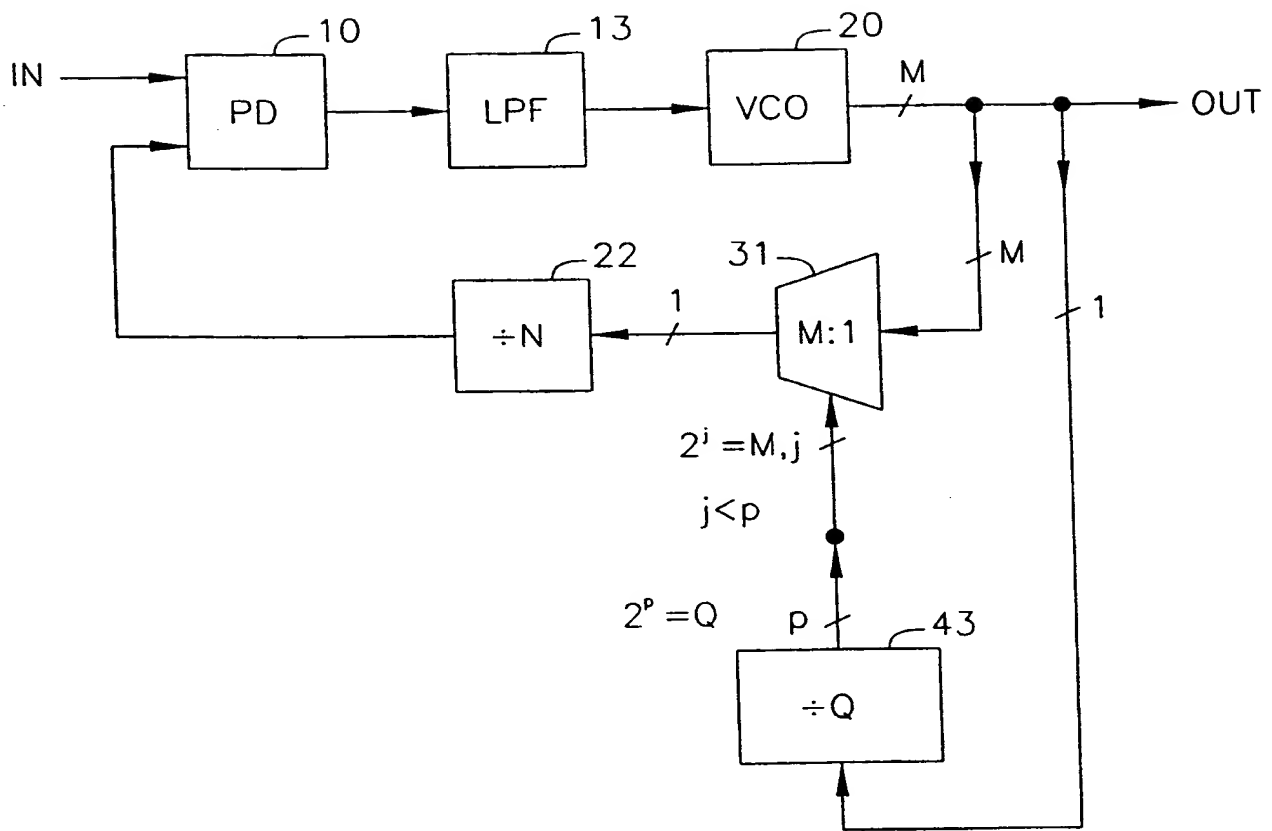 10
13
20
IN
PD
LPF
VCO
M
OUT
22
31
M
÷N
1
M:1
1
2ʲ=M,j
j<p
2ᵖ=Q
p
43
÷Q